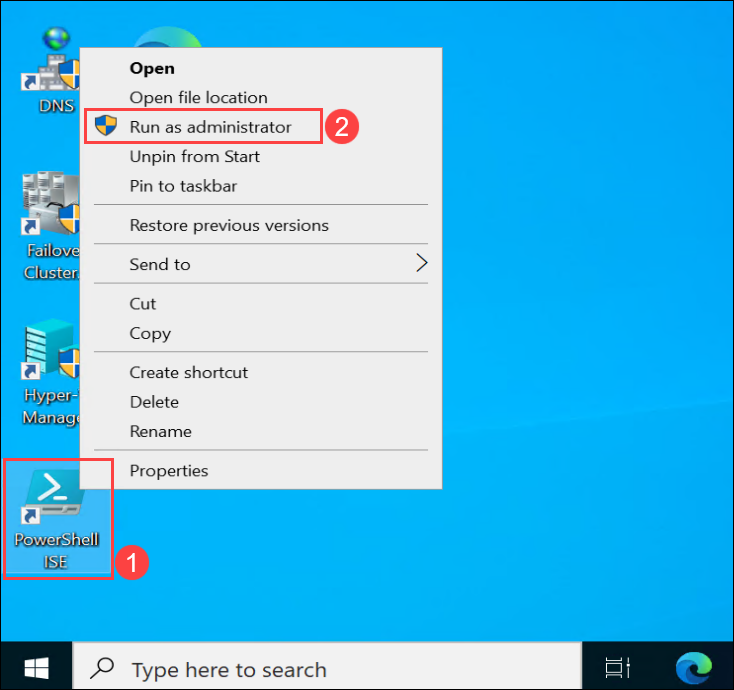 DNS
Failove
Cluster.
Hyper-
Manage
PowerShell
ISE
1
Open
Open file location
Run as administrator
2
Unpin from Start
Pin to taskbar
Restore previous versions
Send to
Cut
Copy
Create shortcut
Delete
Rename
Properties
Type here to search